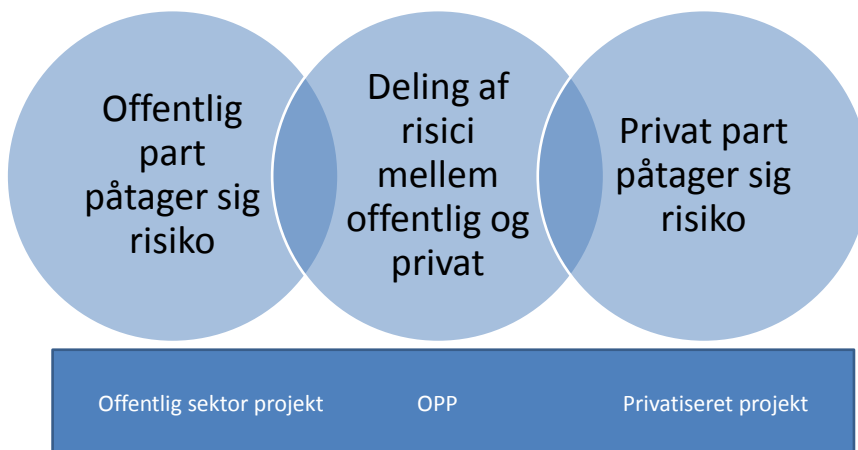 Offentlig
part
påtager sig
risiko
Deling af
risici
mellem
offentlig og
privat
Privat part
påtager sig
risiko
Offentlig sektor projekt
OPP
Privatiseret projekt